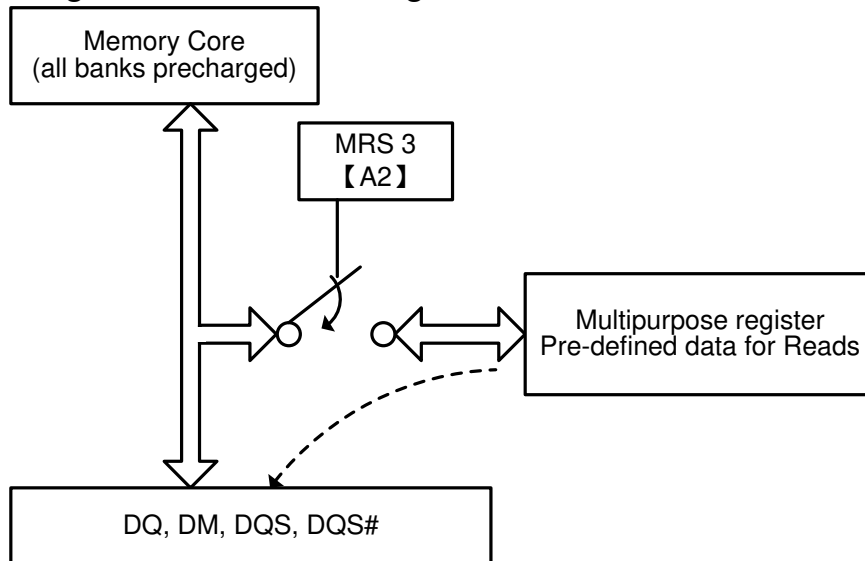 Memory Core
(all banks precharged)
MRS 3
【A2】
Multipurpose register
Pre-defined data for Reads
DQ, DM, DQS, DQS#